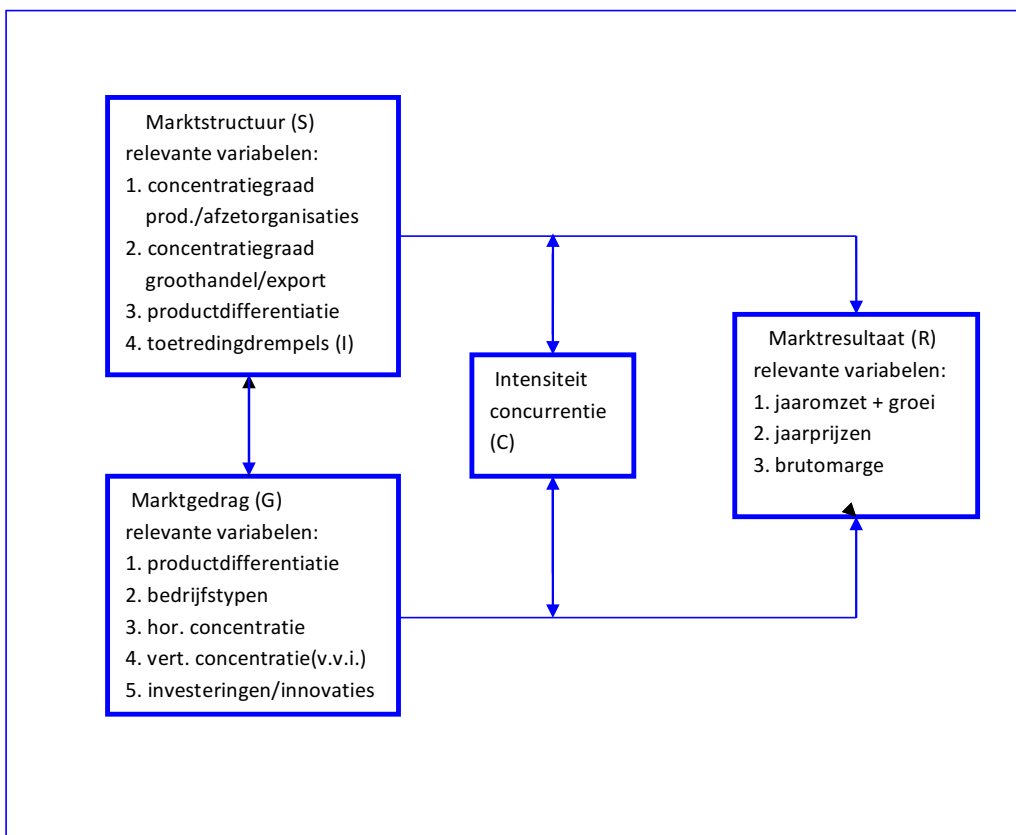 Marktstructuur (S)
relevante variabelen:
1. concentratiegraad
prod./afzetorganisaties
2. concentratiegraad
groothandel/export
3. productdifferentiatie
4. toetredingdrempels (I)
Marktgedrag (G)
relevante variabelen:
1. productdifferentiatie
2. bedrijfstypen
3. hor. concentratie
4. vert. concentratie(v.v.i.)
5. investeringen/innovaties
Intensiteit
concurrentie
(C)
Marktresultaat (R)
relevante variabelen:
1. jaaromzet + groei
2. jaarprijzen
3. brutomarge